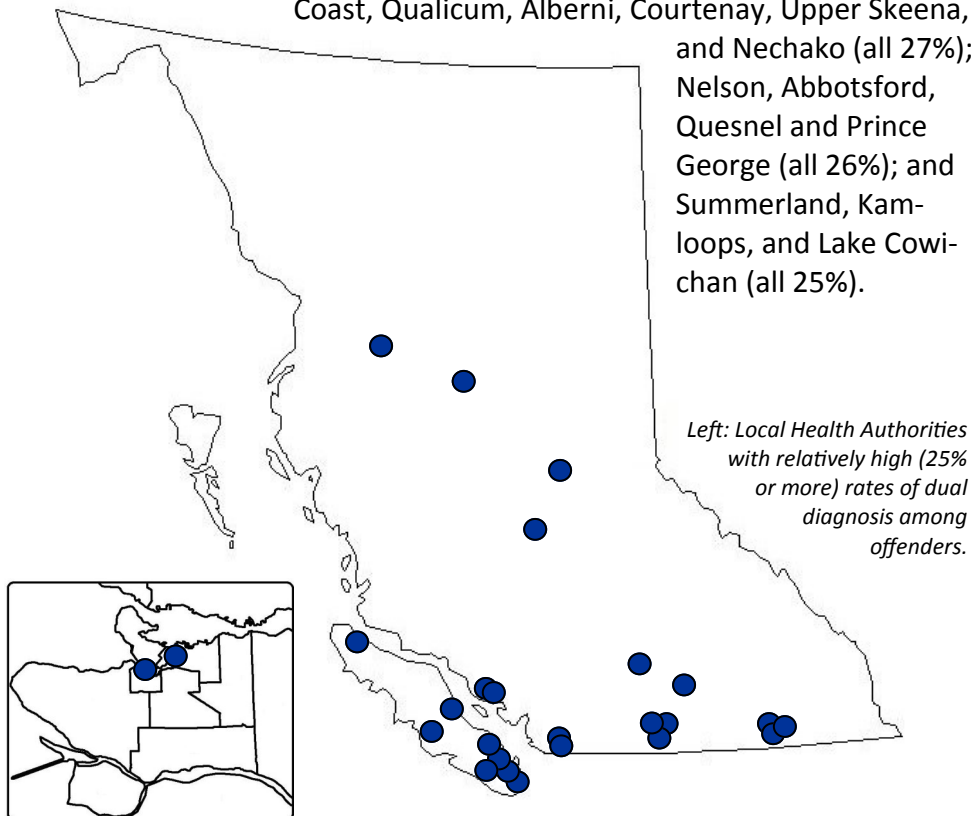 Coast, Qualicum, Alberni, Courtenay, Upper Skeena,
and Nechako (all 27%);
Nelson, Abbotsford,
Quesnel and Prince
George (all 26%); and
Summerland, Kam-
loops, and Lake Cowi-
chan (all 25%).
Left: Local Health Authorities
with relatively high (25%
or more) rates of dual
diagnosis among
offenders.